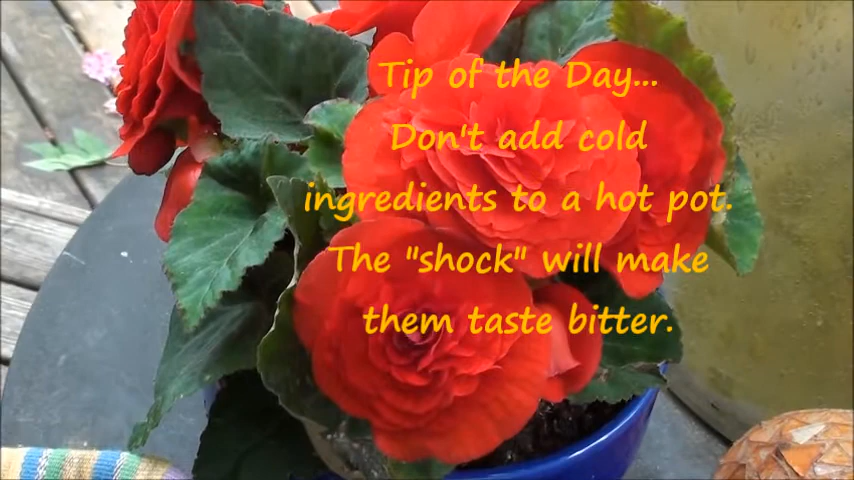 Tip of the Day...
Don't add cold
ingredients to a hot pot.
The "shock" will make
them taste bitter.